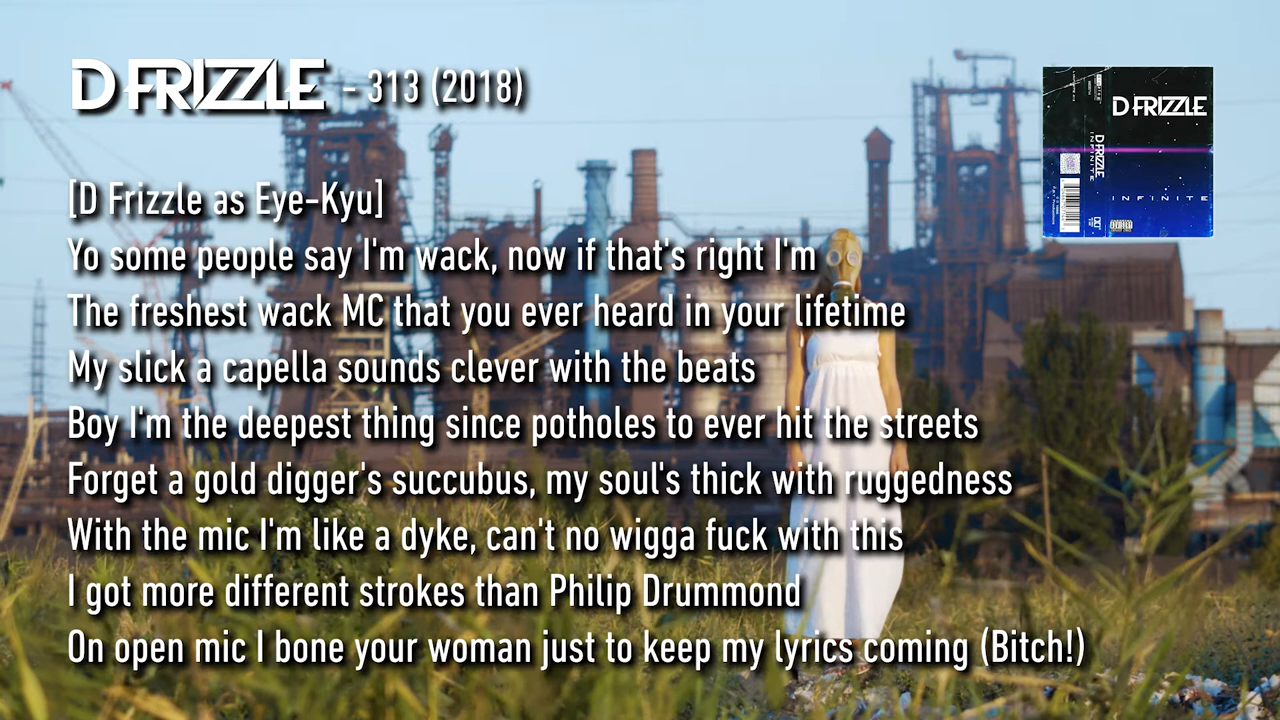 D FRIZZLE - 313 (2018)
D FRIZZLE
D FRIZZLE
INFINITE
INFINITE
[D Frizzle as Eye-Kyu]
Yo some people say I'm wack, now if that's right I'm
The freshest wack MC that you ever heard in your lifetime
My slick a capella sounds clever with the beats
Boy I'm the deepest thing since potholes to ever hit the streets
Forget a gold digger's succubus, my soul's thick with ruggedness
With the mic I'm like a dyke, can't no wigga fuck with this
I got more different strokes than Philip Drummond
On open mic I bone your woman just to keep my lyrics coming (Bitch!)